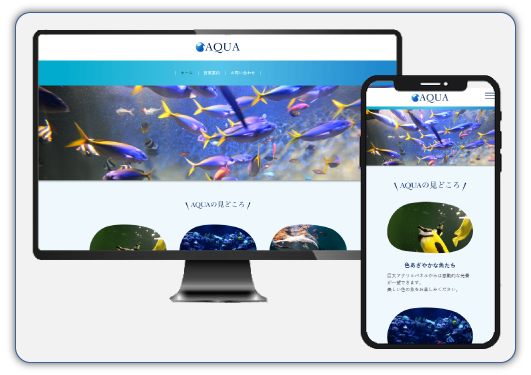 AQUA
ホーム
営業案内
お問い合わせ
\ AQUAの見どころ /
AQUA
\ AQUAの見どころ /
色あざやかな魚たち
巨大アクリルパネルからは感動的な光景
が一望できます。
美しい色の魚をお楽しみください。